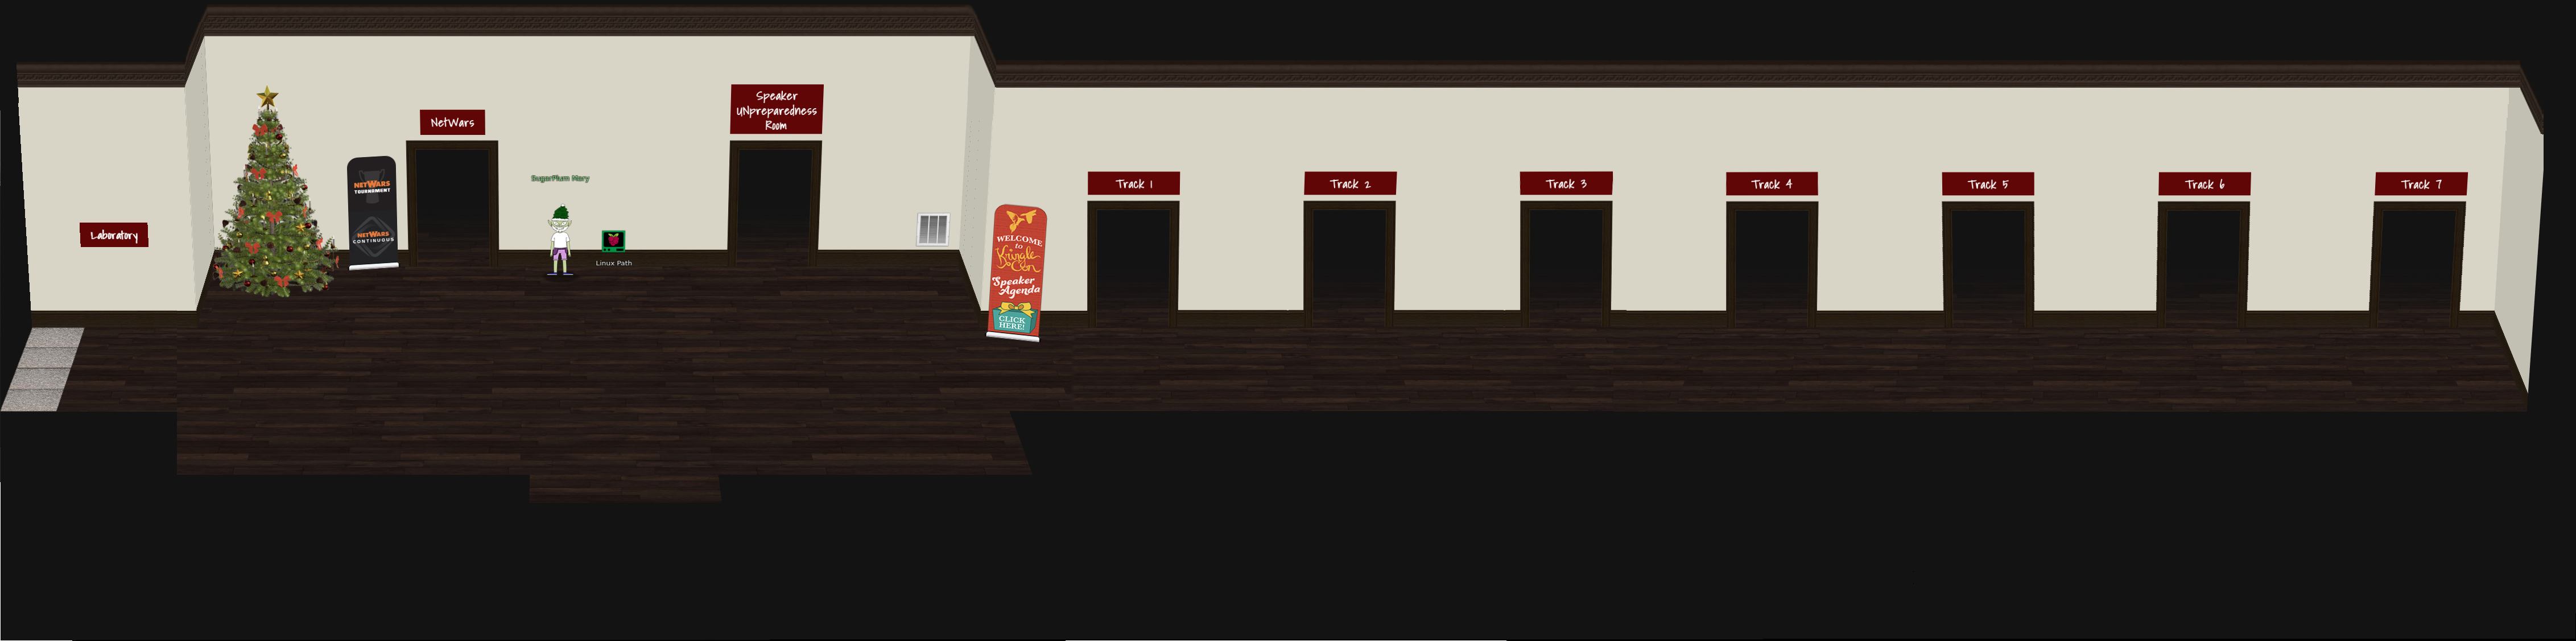 Laboratory
NETWARS
TOURNAMENT
NETWARS
CONTINUOUS
NetWars
SugarPlum Mary
Linux Path
Speaker
UNpreparedness
Room
WELCOME
to
Kringle
Con
Speaker
Agenda
CLICK
HERE!
Track 1
Track 2
Track 3
Track 4
Track 5
Track 6
Track 7